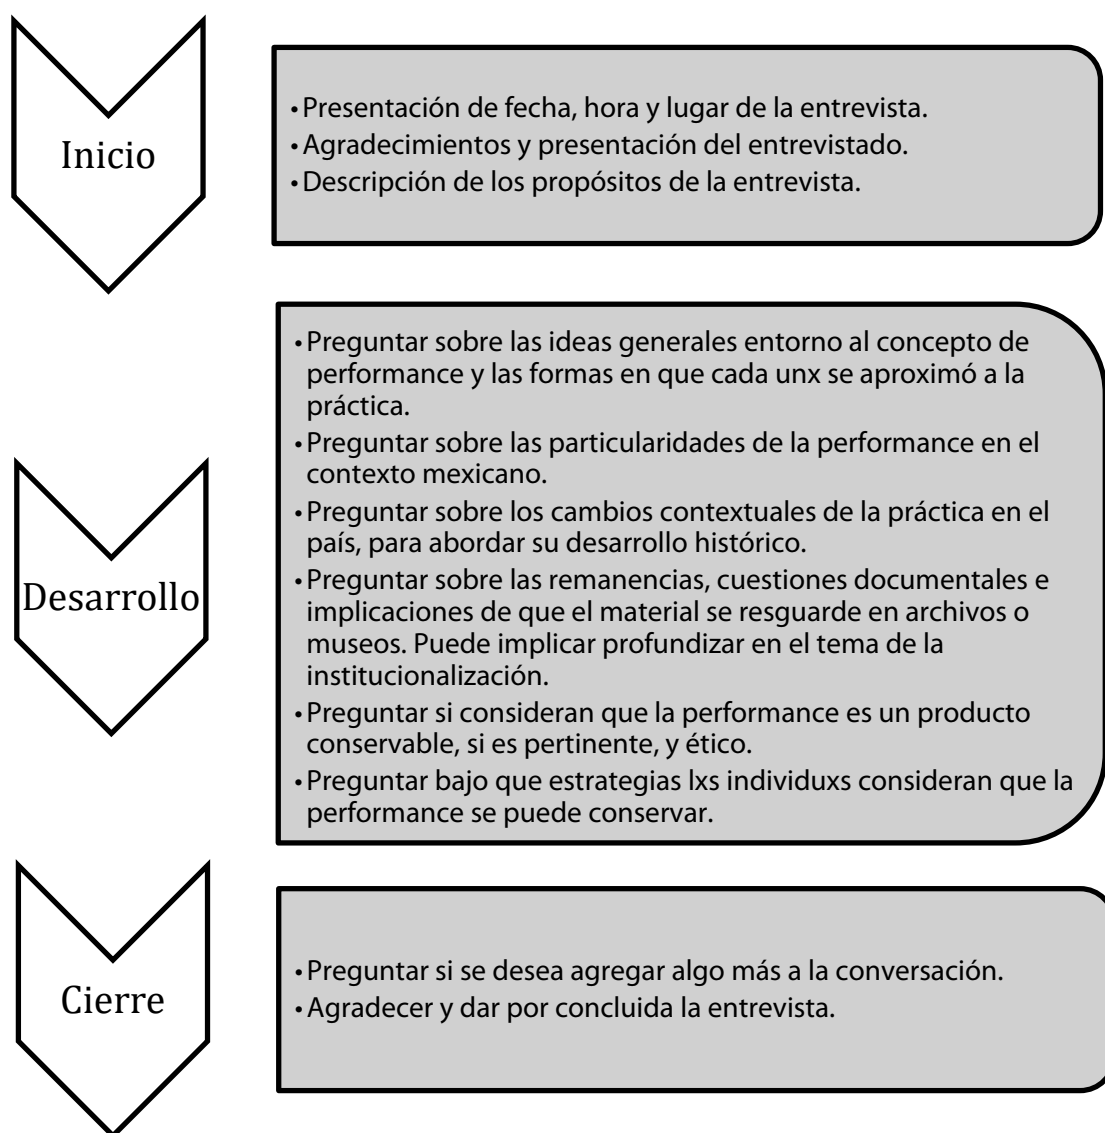 Inicio
• Presentación de fecha, hora y lugar de la entrevista.
• Agradecimientos y presentación del entrevistado.
• Descripción de los propósitos de la entrevista.
Desarrollo
• Preguntar sobre las ideas generales entorno al concepto de
performance y las formas en que cada unx se aproximó a la
práctica.
• Preguntar sobre las particularidades de la performance en el
contexto mexicano.
• Preguntar sobre los cambios contextuales de la práctica en el
país, para abordar su desarrollo histórico.
• Preguntar sobre las remanencias, cuestiones documentales e
implicaciones de que el material se resguarde en archivos o
museos. Puede implicar profundizar en el tema de la
institucionalización.
• Preguntar si consideran que la performance es un producto
conservable, si es pertinente, y ético.
• Preguntar bajo que estrategias lxs individuxs consideran que la
performance se puede conservar.
Cierre
• Preguntar si se desea agregar algo más a la conversación.
• Agradecer y dar por concluida la entrevista.